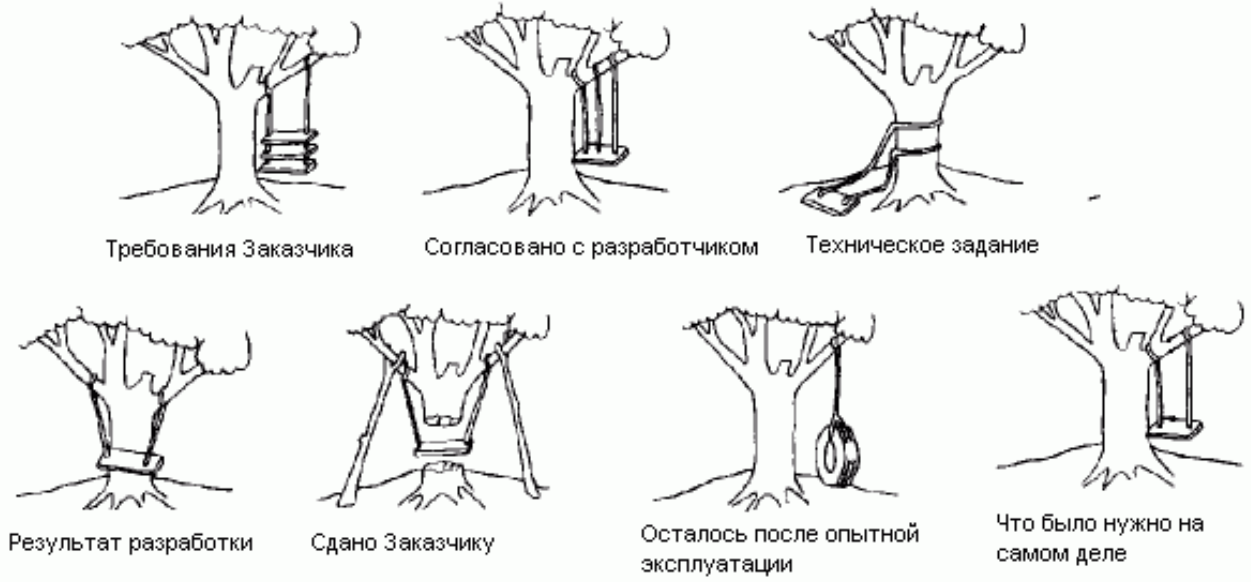 Требования Заказчика
Согласовано с разработчиком
Техническое задание
Результат разработки
Сдано Заказчику
Осталось после опытной
эксплуатации
Что было нужно на
самом деле